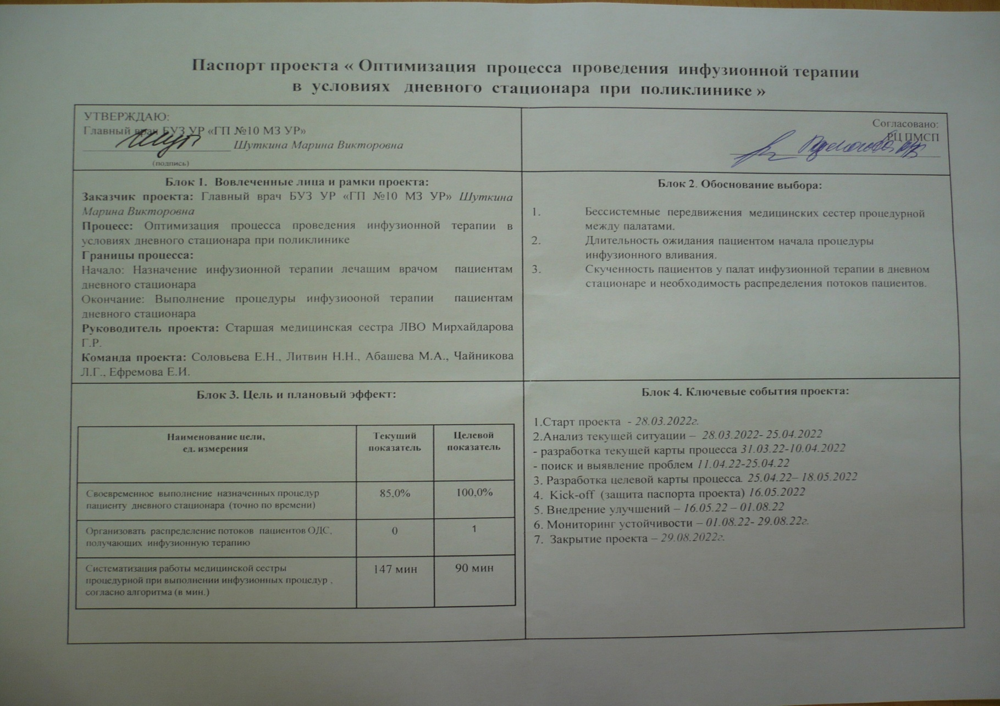 Паспорт проекта « Оптимизация процесса проведения инфузионной терапии
в условиях дневного стационара при поликлинике »
УТВЕРЖДАЮ:
Главный врач БУЗ УР «ГП №10 МЗ УР»
Шуткина Марина Викторовна
(подпись)
Согласовано:
РЦ ПМСП
Блок 1. Вовлеченные лица и рамки проекта:
Заказчик проекта: Главный врач БУЗ УР «ГП №10 МЗ УР» Шуткина
Марина Викторовна
Процесс: Оптимизация процесса проведения инфузионной терапии в
условиях дневного стационара при поликлинике
Границы процесса:
Начало: Назначение инфузионной терапии лечащим врачом пациентам
дневного стационара
Окончание: Выполнение процедуры инфузиооной терапии пациентам
дневного стационара
Руководитель проекта: Старшая медицинская сестра ЛВО Мирхайдарова
Г.Р.
Команда проекта: Соловьева Е.Н., Литвин Н.Н., Абашева М.А., Чайникова
Л.Г., Ефремова Е.И.
Блок 2. Обоснование выбора:
1. Бессистемные передвижения медицинских сестер процедурной
между палатами.
2. Длительность ожидания пациентом начала процедуры
инфузионного вливания.
3. Скученность пациентов у палат инфузионной терапии в дневном
стационаре и необходимость распределения потоков пациентов.
Блок 3. Цель и плановый эффект:
Наименование цели,
ед. измерения
Текущий
показатель
Целевой
показатель
Своевременное выполнение назначенных процедур
пациенту дневного стационара (точно по времени)
85,0%
100,0%
Организовать распределение потоков пациентов ОДС,
получающих инфузионную терапию
0
1
Систематизация работы медицинской сестры
процедурной при выполнении инфузионных процедур ,
согласно алгоритма (в мин.)
147 мин
90 мин
Блок 4. Ключевые события проекта:
1.Старт проекта - 28.03.2022г.
2.Анализ текущей ситуации – 28.03.2022- 25.04.2022
- разработка текущей карты процесса 31.03.22-10.04.2022
- поиск и выявление проблем 11.04.22-25.04.22
3. Разработка целевой карты процесса. 25.04.22– 18.05.2022
4. Kick-off (защита паспорта проекта) 16.05.2022
5. Внедрение улучшений – 16.05.22 – 01.08.22
6. Мониторинг устойчивости – 01.08.22- 29.08.22г.
7. Закрытие проекта – 29.08.2022г.